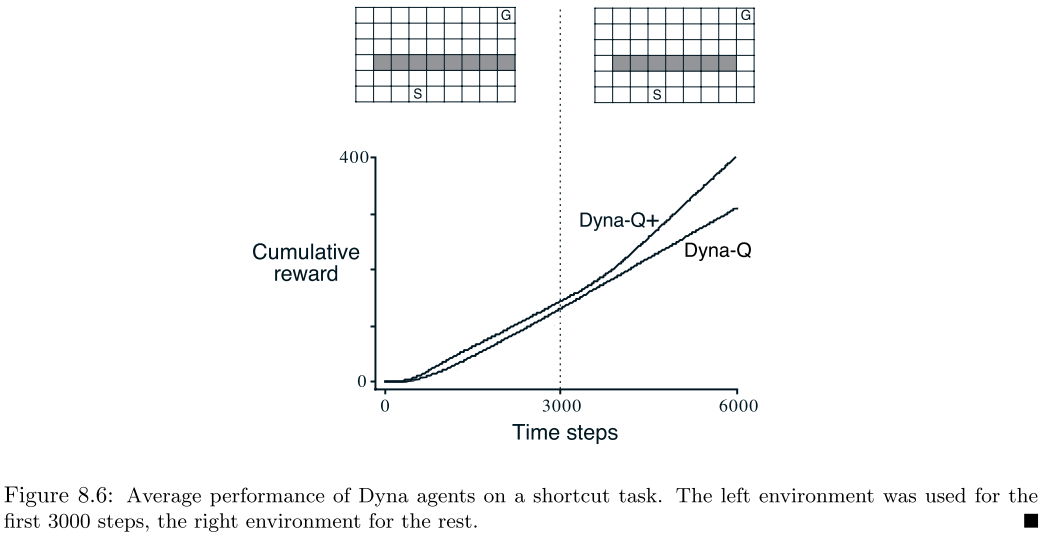 G
G
S
S
400
Dyna-Q+
Cumulative
reward
Dyna-Q
0
0
3000
6000
Time steps
Figure 8.6: Average performance of Dyna agents on a shortcut task. The left environment was used for the
first 3000 steps, the right environment for the rest.